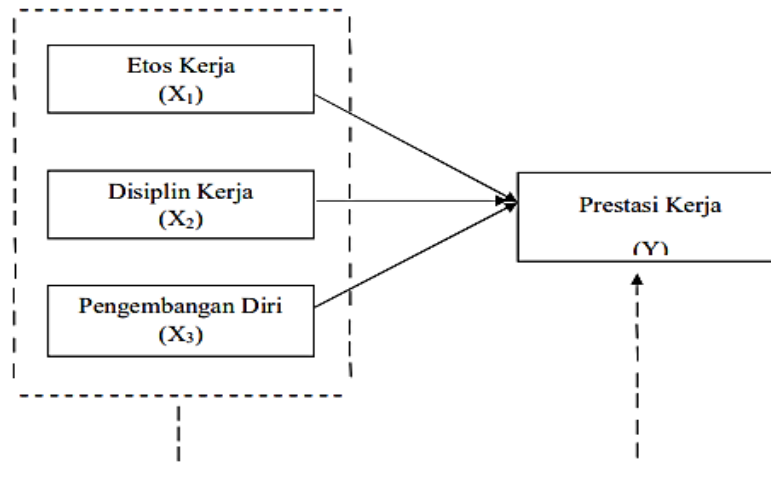 Etos Kerja
(X₁)
Disiplin Kerja
(X₂)
Pengembangan Diri
(X₃)
Prestasi Kerja
(Y)